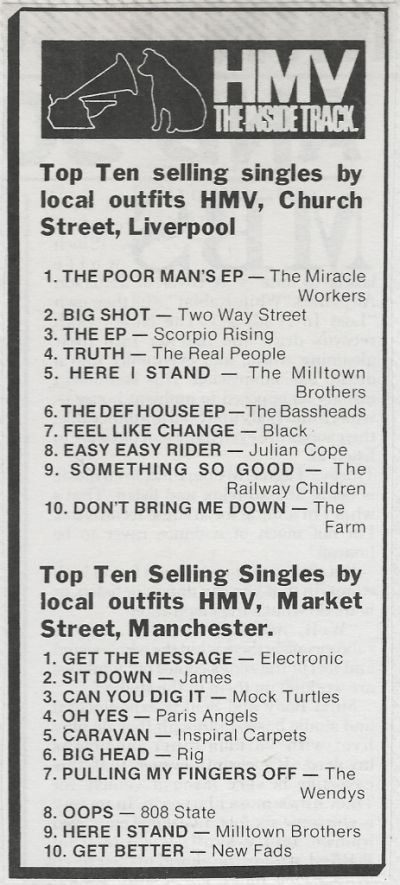 HMV
THE INSIDE TRACK.
Top Ten selling singles by
local outfits HMV, Church
Street, Liverpool
1. THE POOR MAN'S EP — The Miracle
Workers
2. BIG SHOT — Two Way Street
3. THE EP — Scorpio Rising
4. TRUTH — The Real People
5. HERE I STAND — The Milltown
Brothers
6. THE DEF HOUSE EP —The Bassheads
7. FEEL LIKE CHANGE — Black
8. EASY EASY RIDER — Julian Cope
9. SOMETHING SO GOOD — The
Railway Children
10. DON'T BRING ME DOWN — The
Farm
Top Ten Selling Singles by
local outfits HMV, Market
Street, Manchester.
1. GET THE MESSAGE — Electronic
2. SIT DOWN — James
3. CAN YOU DIG IT — Mock Turtles
4. OH YES — Paris Angels
5. CARAVAN — Inspiral Carpets
6. BIG HEAD — Rig
7. PULLING MY FINGERS OFF — The
Wendys
8. OOPS — 808 State
9. HERE I STAND — Milltown Brothers
10. GET BETTER — New Fads